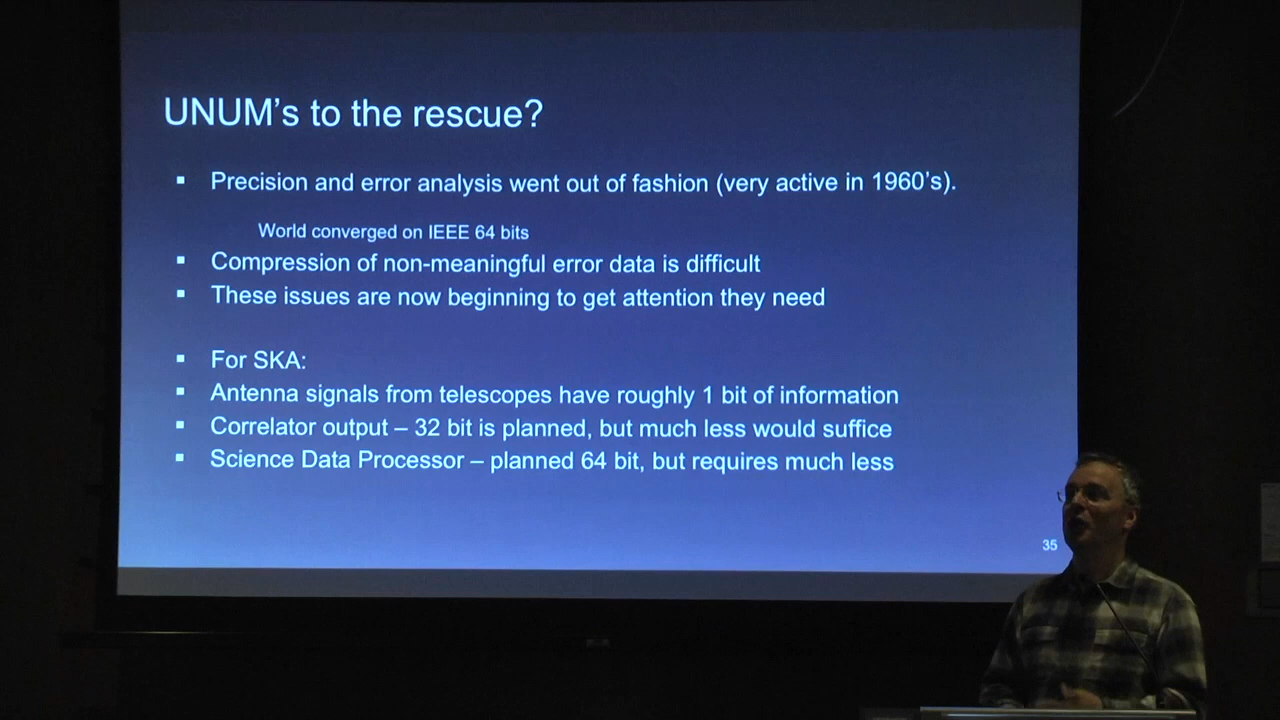 UNUM's to the rescue?
▪ Precision and error analysis went out of fashion (very active in 1960's).
World converged on IEEE 64 bits
▪ Compression of non-meaningful error data is difficult
▪ These issues are now beginning to get attention they need
▪ For SKA:
▪ Antenna signals from telescopes have roughly 1 bit of information
▪ Correlator output – 32 bit is planned, but much less would suffice
▪ Science Data Processor – planned 64 bit, but requires much less
35